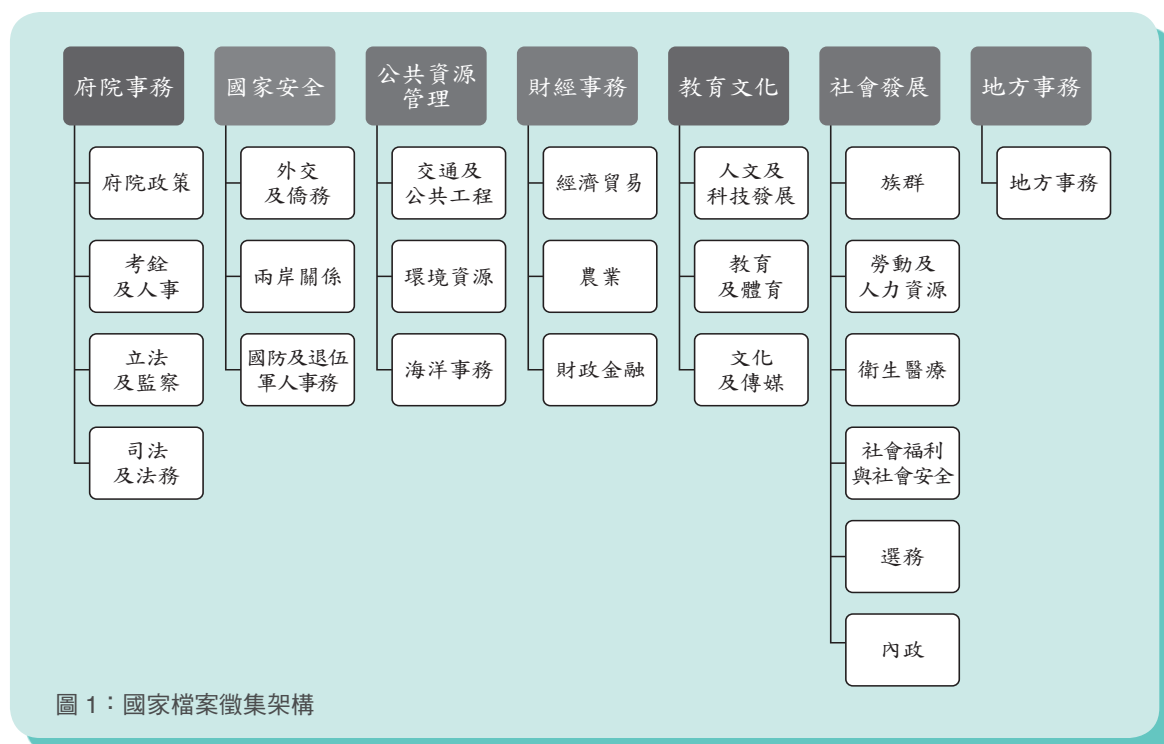 府院事務
府院政策
考銓
及人事
立法
及監察
司法
及法務
國家安全
外交
及僑務
兩岸關係
國防及退伍
軍人事務
公共資源
管理
交通及
公共工程
環境資源
海洋事務
財經事務
經濟貿易
農業
財政金融
教育文化
人文及
科技發展
教育
及體育
文化
及傳媒
社會發展
族群
勞動及
人力資源
衛生醫療
社會福利
與社會安全
選務
內政
地方事務
地方事務
圖 1：國家檔案徵集架構